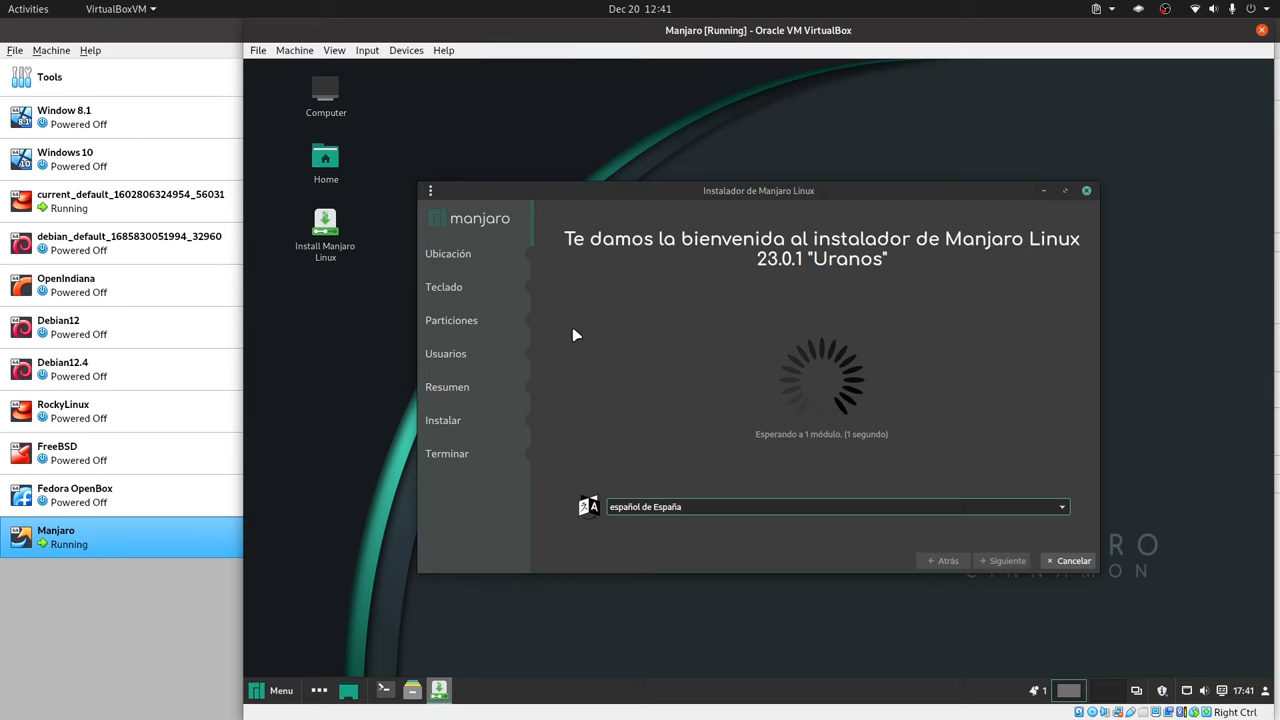 Activities
VirtualBoxVM
Dec 20 12:41
Manjaro [Running] - Oracle VM VirtualBox
File Machine Help
File Machine View Input Devices Help
Tools
Window 8.1
Powered Off
Windows 10
Powered Off
current_default_1602806324954_56031
Running
debian_default_1685830051994_32960
Powered Off
OpenIndiana
Powered Off
Debian12
Powered Off
Debian12.4
Powered Off
RockyLinux
Powered Off
FreeBSD
Powered Off
Fedora OpenBox
Powered Off
Manjaro
Running
Computer
Home
Install Manjaro
Linux
Instalador de Manjaro Linux
manjaro
Ubicación
Teclado
Particiones
Usuarios
Resumen
Instalar
Terminar
Te damos la bienvenida al instalador de Manjaro Linux
23.0.1 "Uranos"
Esperando a 1 módulo. (1 segundo)
español de España
Atrás
Siguiente
Cancelar
RO
CINNAMON
Menu
1
17:41
Right Ctrl